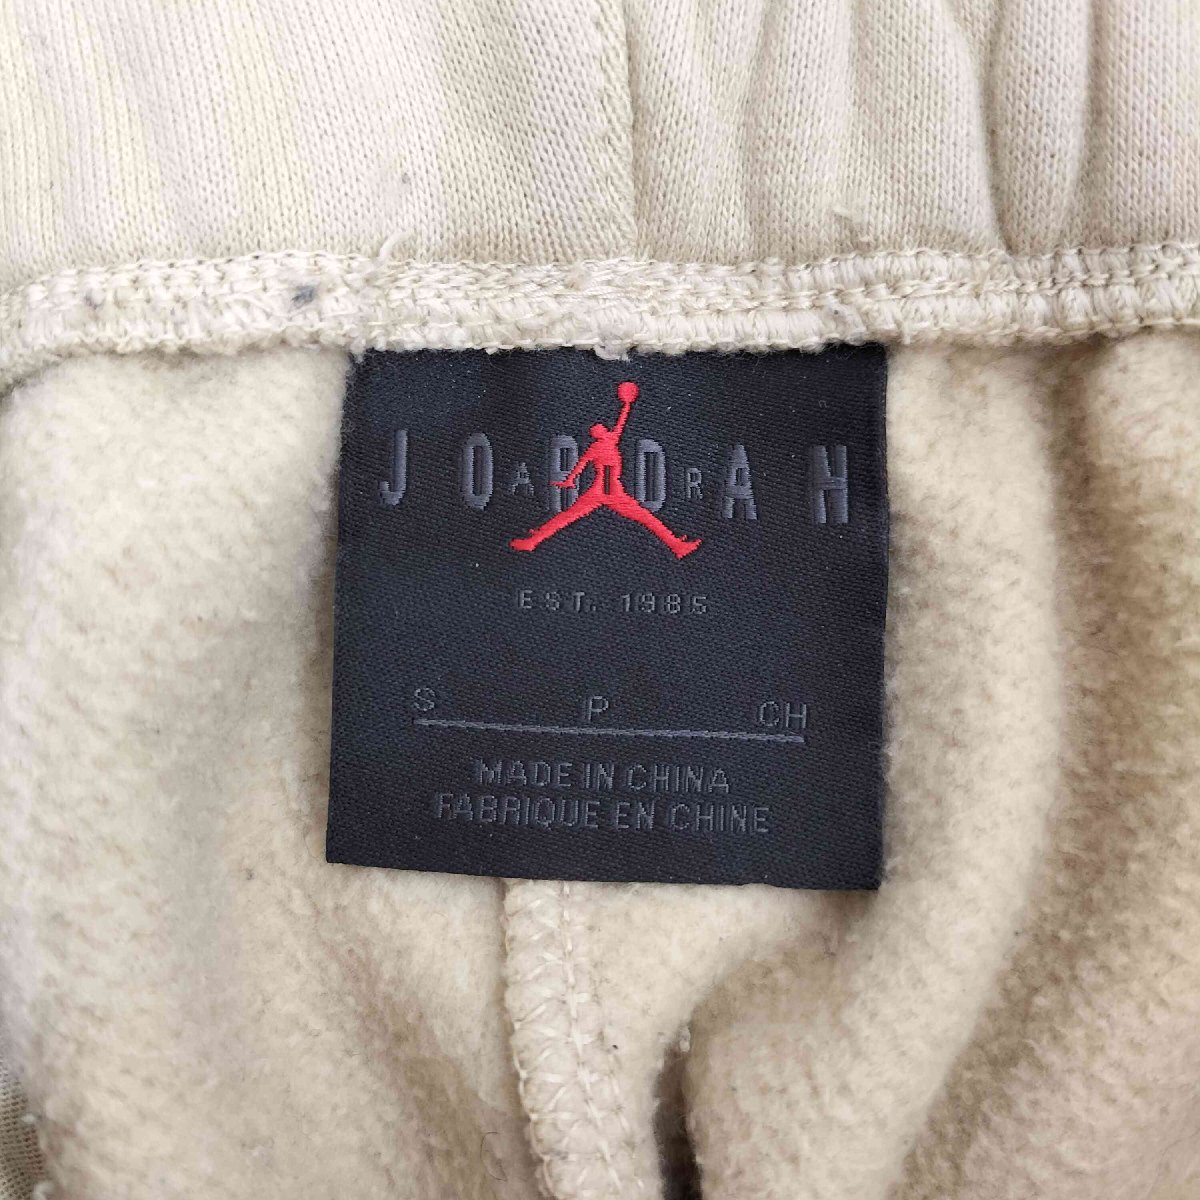 JORDAN
AIR
EST. 1985
S P CH
MADE IN CHINA
FABRIQUE EN CHINE